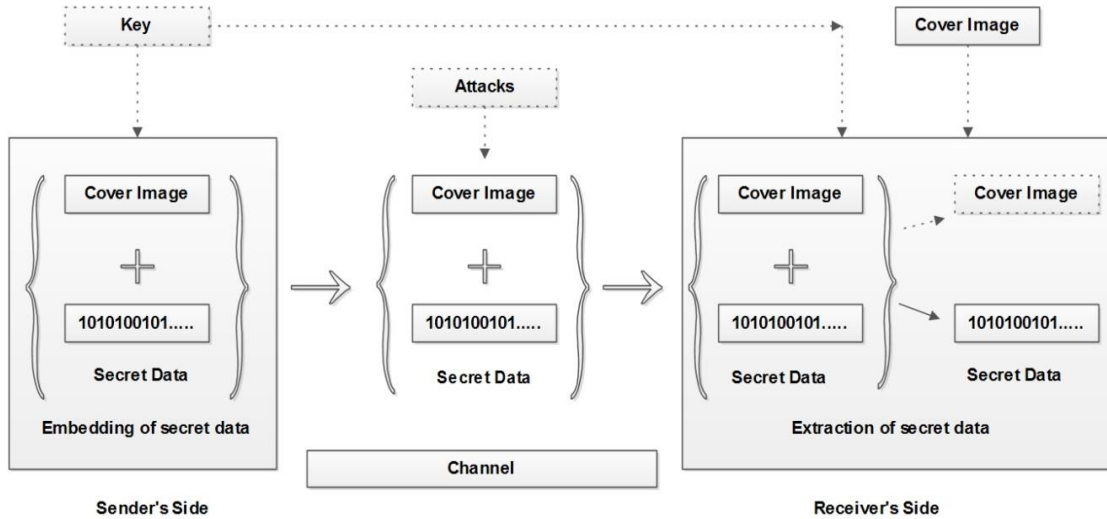 Key
Cover Image
Attacks
Cover Image
Cover Image
Cover Image
Cover Image
1010100101.....
1010100101.....
1010100101.....
1010100101.....
Secret Data
Secret Data
Secret Data
Secret Data
Embedding of secret data
Extraction of secret data
Channel
Sender's Side
Receiver's Side